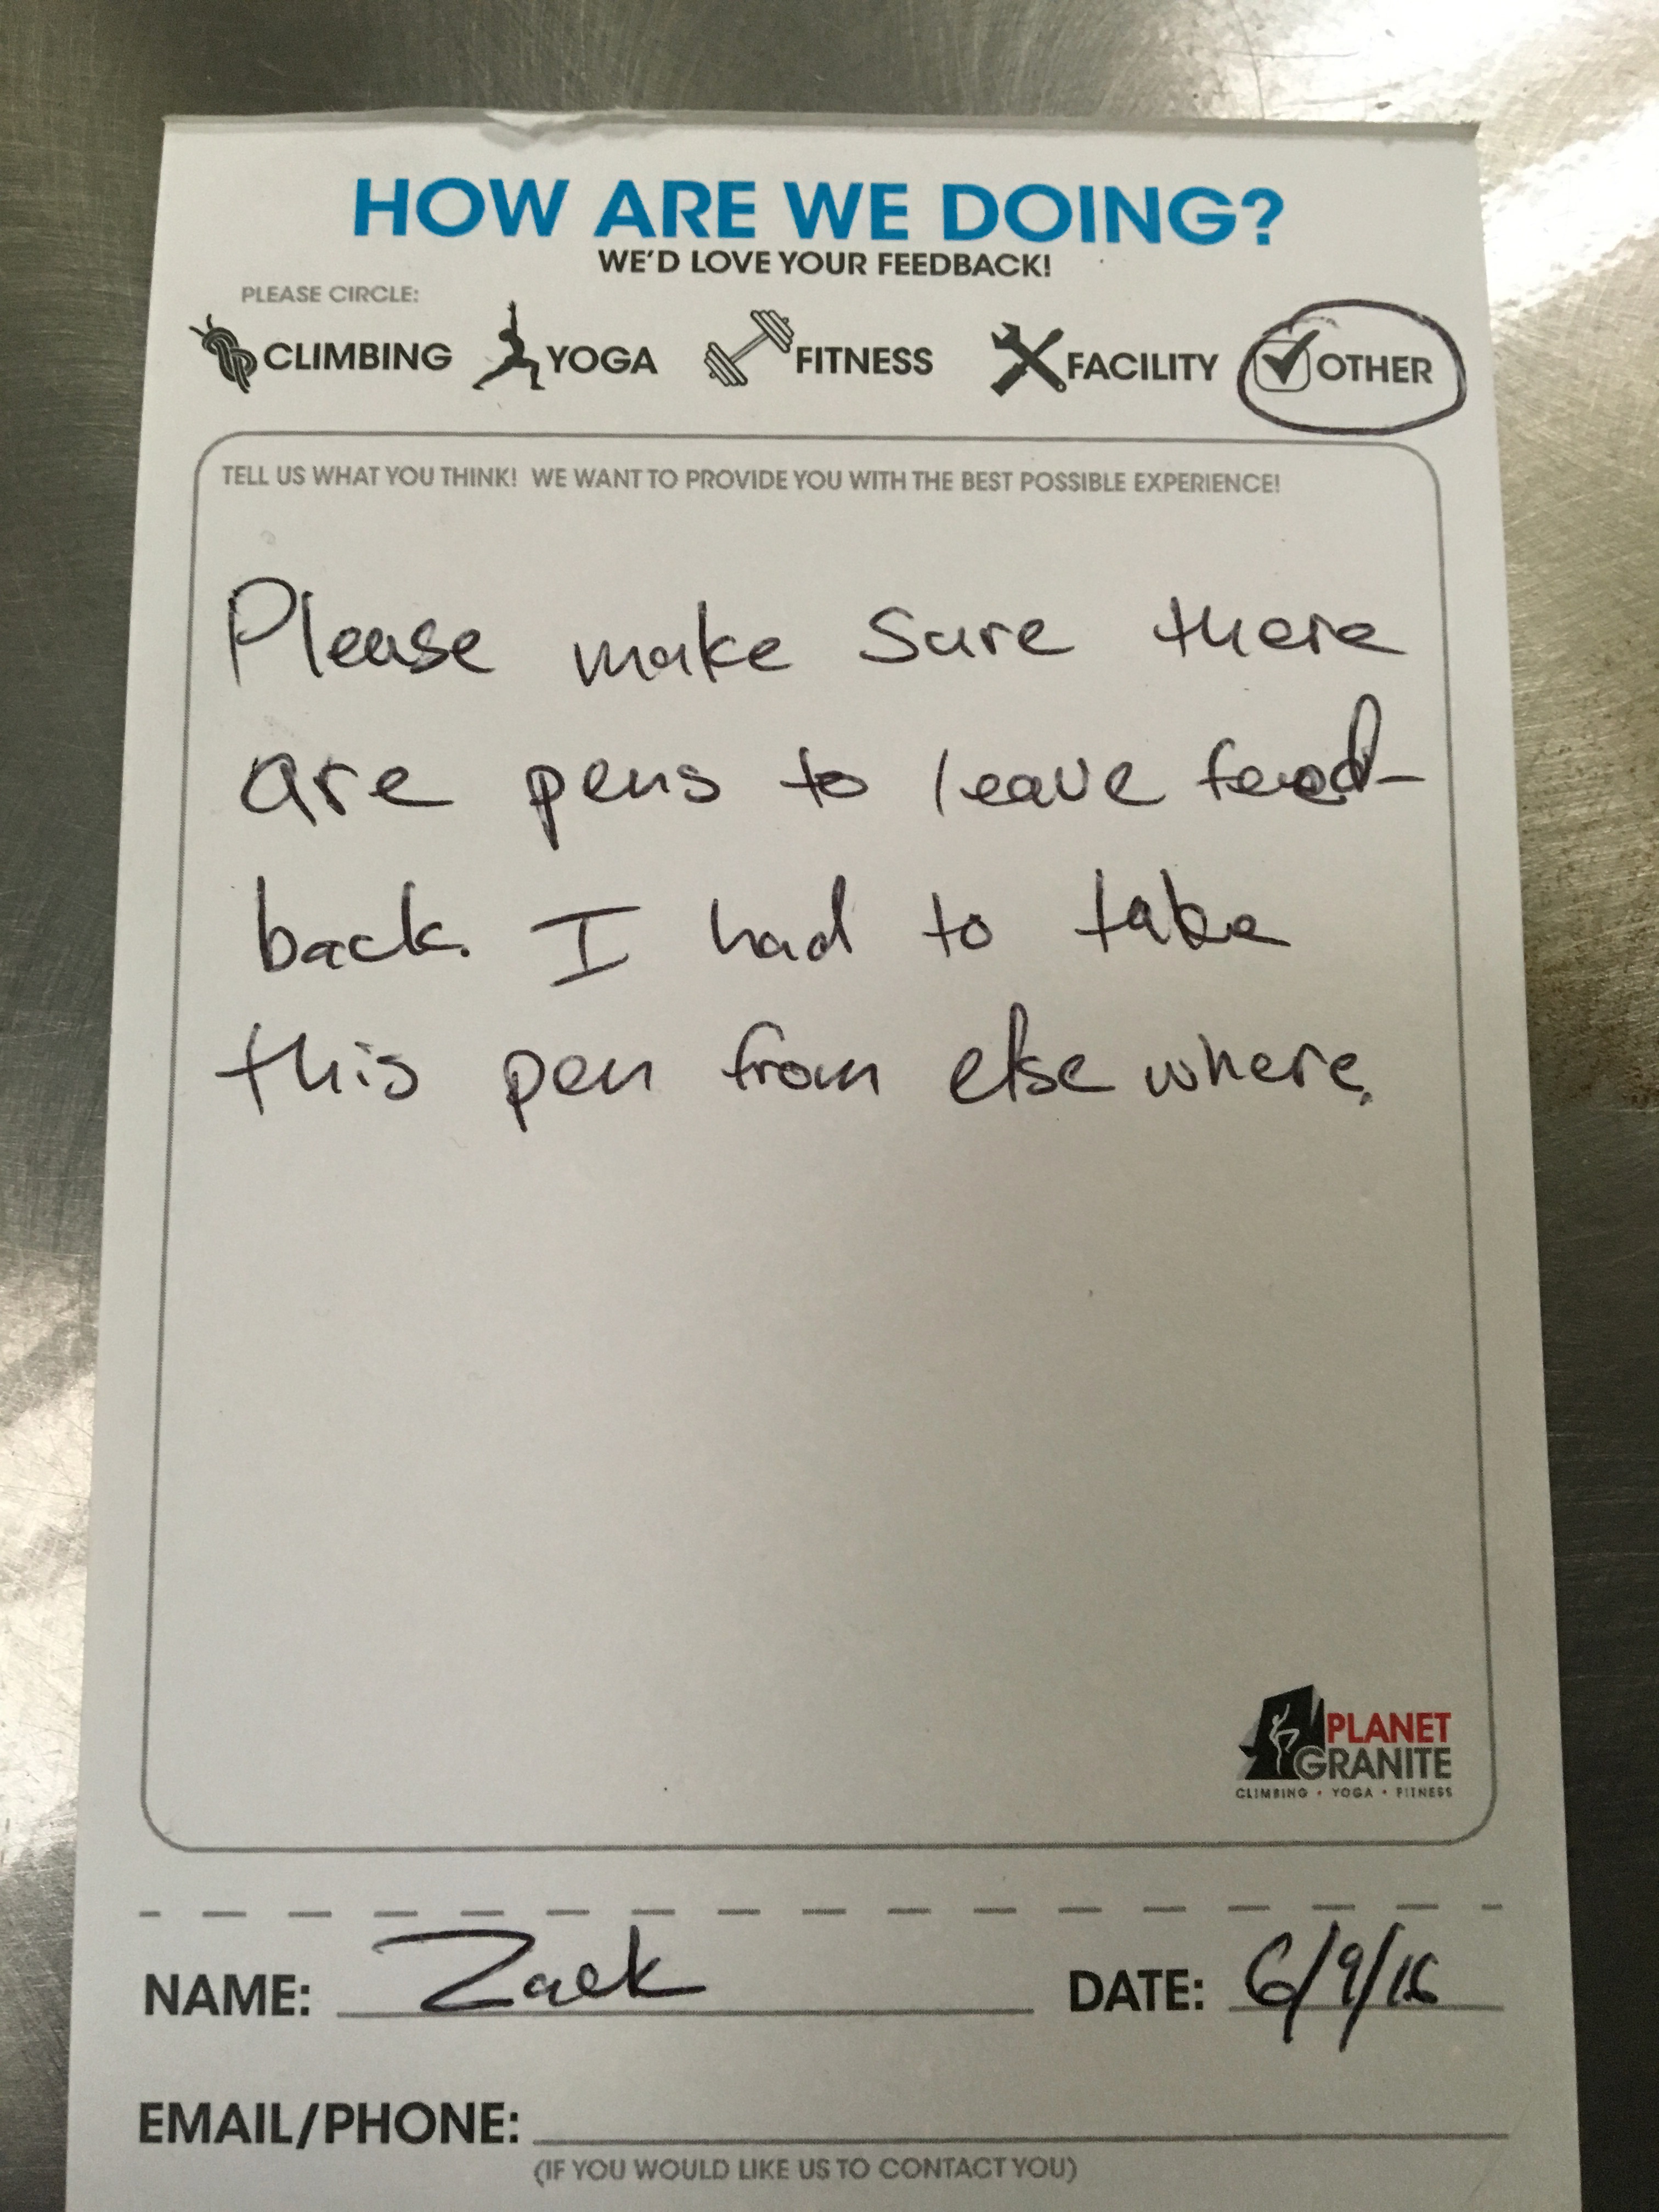 HOW ARE WE DOING?
WE'D LOVE YOUR FEEDBACK!
PLEASE CIRCLE:
CLIMBING YOGA FITNESS FACILITY OTHER
TELL US WHAT YOU THINK! WE WANT TO PROVIDE YOU WITH THE BEST POSSIBLE EXPERIENCE!
Please make sure there
are pens to leave feed-
back. I had to take
this pen from elsewhere.
PLANET
GRANITE
CLIMBING • YOGA • FITNESS
NAME: Zack DATE: 6/9/16
EMAIL/PHONE:
(IF YOU WOULD LIKE US TO CONTACT YOU)